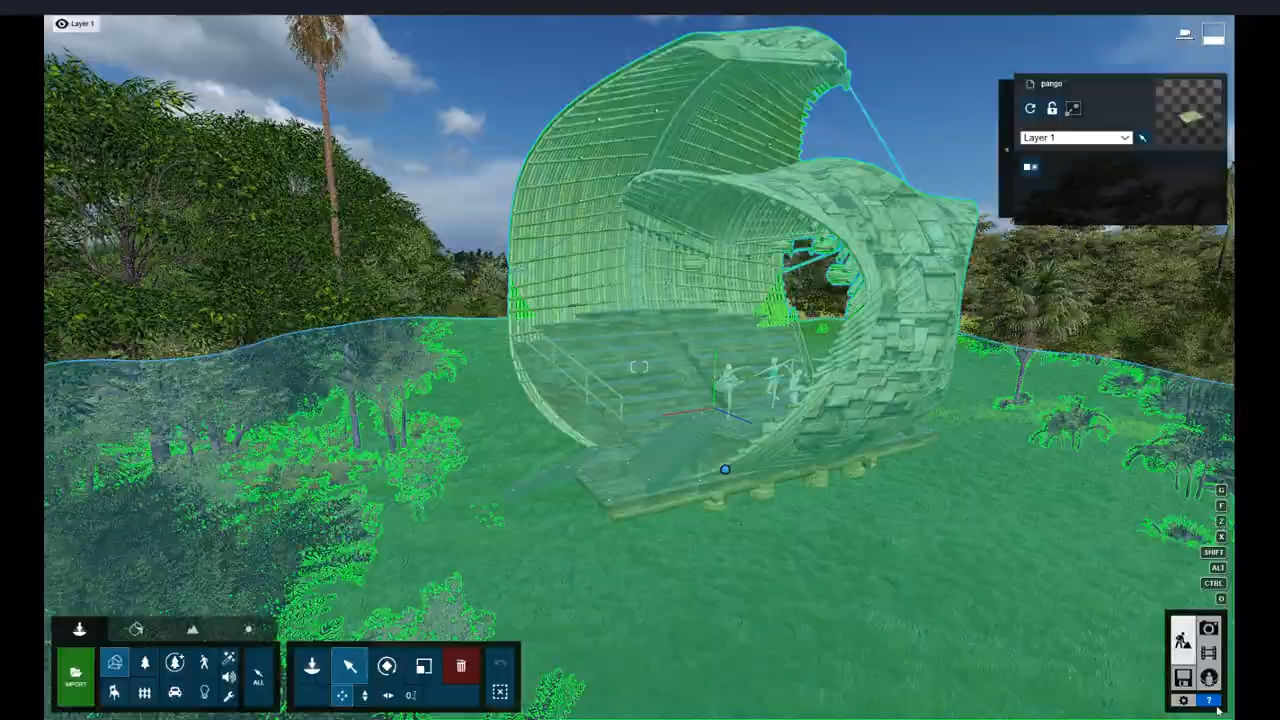 Layer 1
pango
Layer 1
G
F
Z
X
SHIFT
ALT
CTRL
O
IMPORT
ALL
?